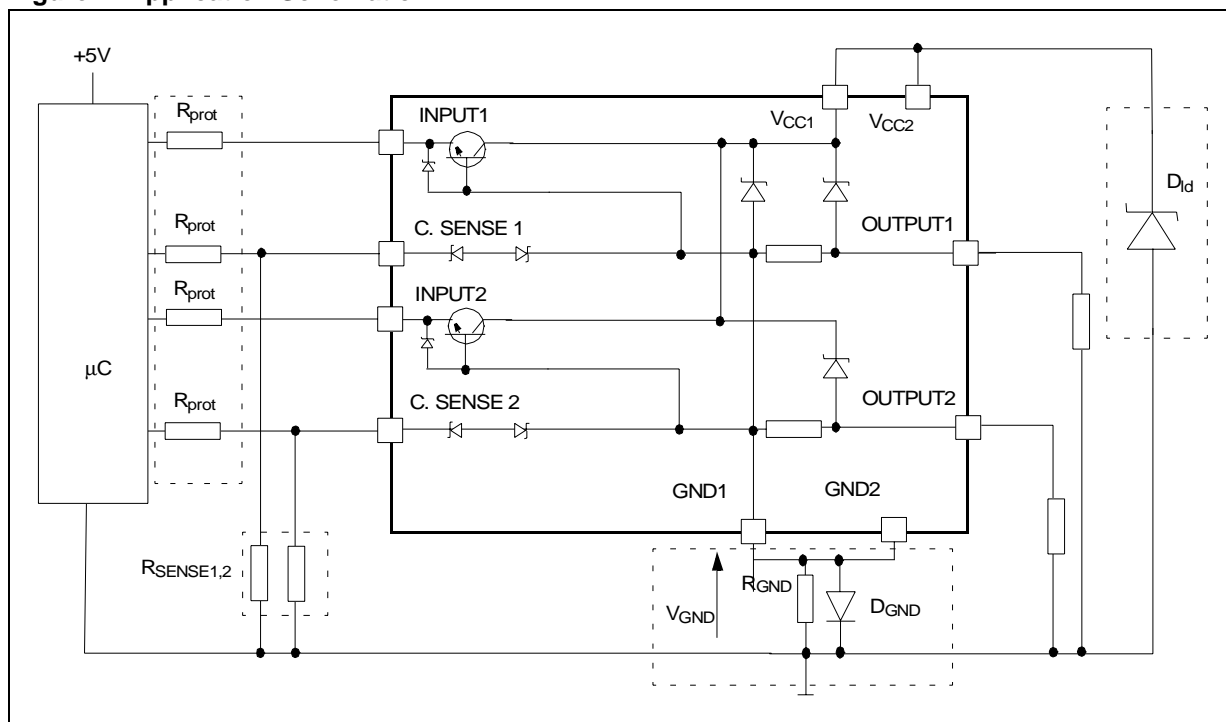 +5V
Rprot
INPUT1
VCC1
VCC2
Dld
Rprot
C. SENSE 1
OUTPUT1
Rprot
INPUT2
μC
Rprot
C. SENSE 2
OUTPUT2
GND1
GND2
RSENSE1,2
VGND
RGND
DGND